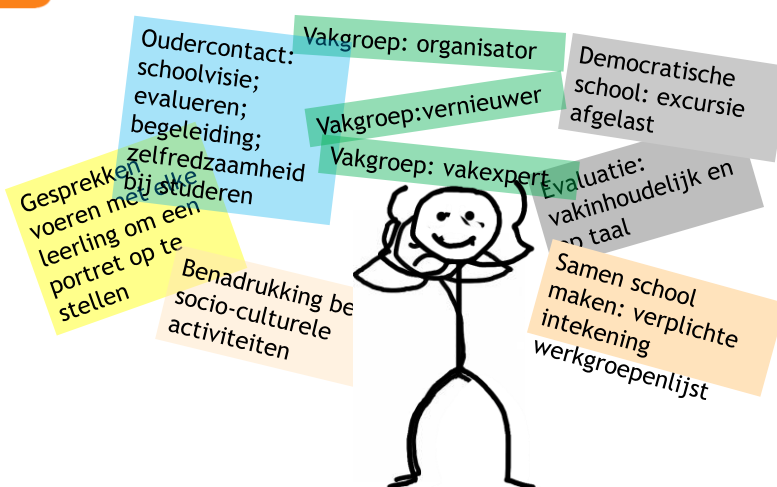 Oudercontact:
schoolvisie;
evalueren;
begeleiding;
zelfredzaamheid
bij studeren
Vakgroep: organisator
Vakgroep:vernieuwer
Vakgroep: vakexpert
Democratische
school: excursie
afgelast
Evaluatie:
vakinhoudelijk en
op taal
Gesprekken
voeren met elke
leerling om een
portret op te
stellen
Benadrukking be
socio-culturele
activiteiten
Samen school
maken: verplichte
intekening
werkgroepenlijst